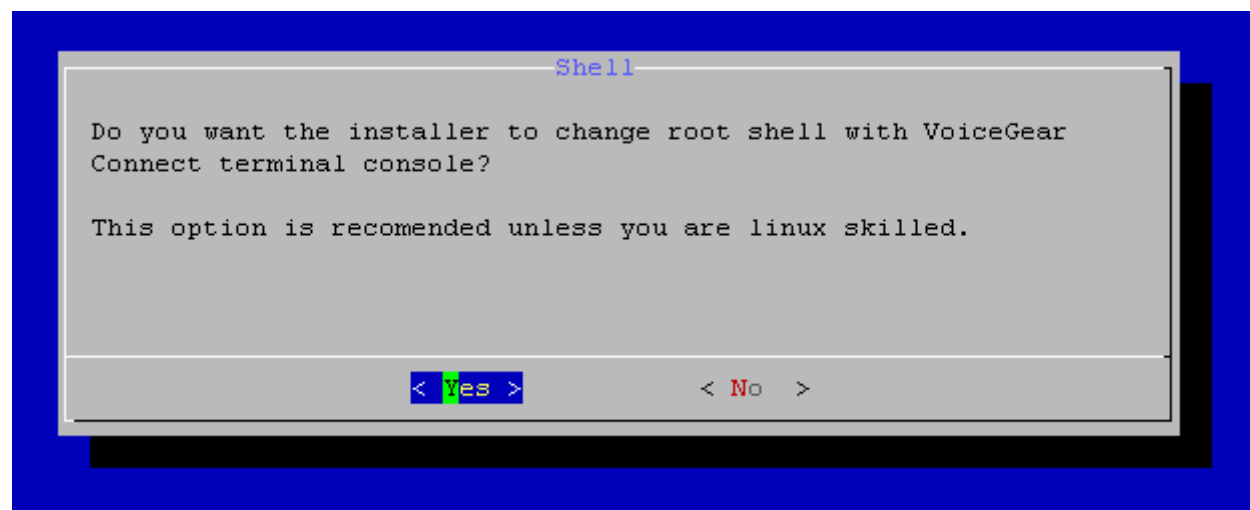 Shell
Do you want the installer to change root shell with VoiceGear
Connect terminal console?
This option is recomended unless you are linux skilled.
< Yes > < No >